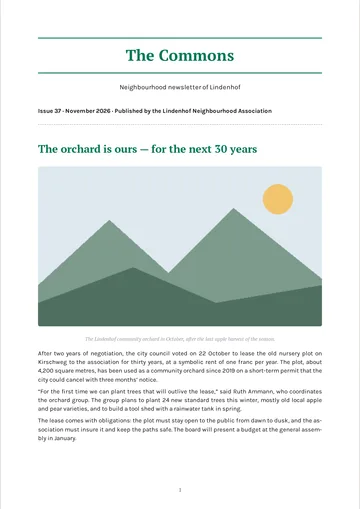 The Commons
Neighbourhood newsletter of Lindenhof
Issue 37 · November 2026 · Published by the Lindenhof Neighbourhood Association
The orchard is ours — for the next 30 years
The Lindenhof community orchard in October, after the last apple harvest of the season.
After two years of negotiation, the city council voted on 22 October to lease the old nursery plot on
Kirschweg to the association for thirty years, at a symbolic rent of one franc per year. The plot, about
4,200 square metres, has been used as a community orchard since 2019 on a short-term permit that the
city could cancel with three months’ notice.
“For the first time we can plant trees that will outlive the lease,” said Ruth Ammann, who coordinates
the orchard group. The group plans to plant 24 new standard trees this winter, mostly old local apple
and pear varieties, and to build a tool shed with a rainwater tank in spring.
The lease comes with obligations: the plot must stay open to the public from dawn to dusk, and the as-
sociation must insure it and keep the paths safe. The board will present a budget at the general assem-
bly in January.
1